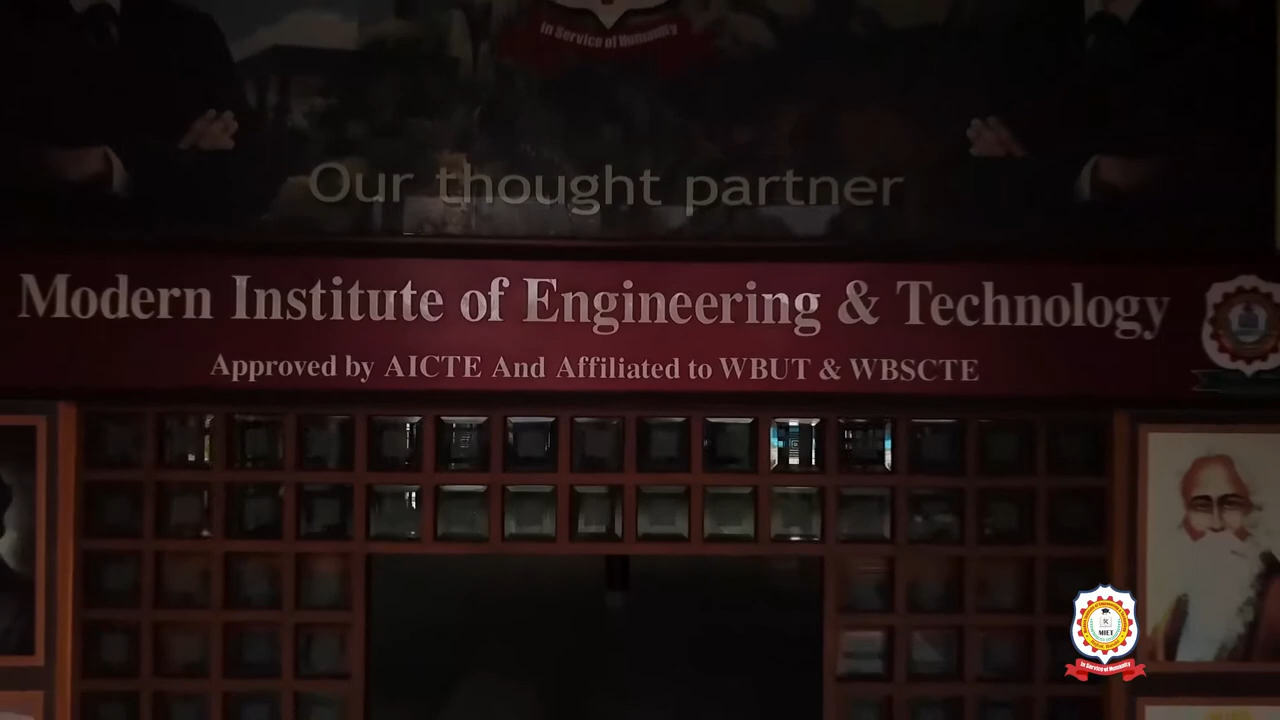 In Service of Humanity
Our thought partner
Modern Institute of Engineering & Technology
Approved by AICTE And Affiliated to WBUT & WBSCTE
MIET
In Service of Humanity